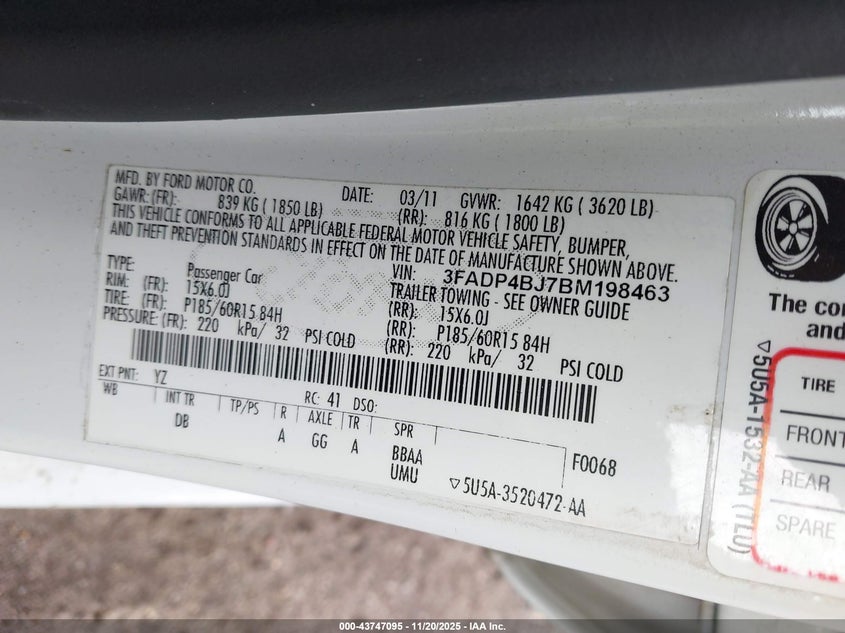 MFD. BY FORD MOTOR CO. DATE: 03/11 GVWR: 1642 KG ( 3620 LB)
GAWR: (FR): 839 KG ( 1850 LB) (RR): 816 KG ( 1800 LB)
THIS VEHICLE CONFORMS TO ALL APPLICABLE FEDERAL MOTOR VEHICLE SAFETY, BUMPER,
AND THEFT PREVENTION STANDARDS IN EFFECT ON THE DATE OF MANUFACTURE SHOWN ABOVE.
VIN: 3FADP4BJ7BM198463
TYPE: Passenger Car TRAILER TOWING - SEE OWNER GUIDE
RIM: (FR): 15X6.0J (RR): 15X6.0J
TIRE: (FR): P185/60R15 84H (RR): P185/60R15 84H
PRESSURE: (FR): 220 kPa/ 32 PSI COLD (RR): 220 kPa/ 32 PSI COLD
EXT PNT: YZ RC: 41 DSO:
WB INT TR TP/PS R AXLE TR SPR
DB A GG A BBAA F0068
UMU
▽5U5A-3520472-AA
The co
and
TIRE
FRONT
REAR
SPARE
▽5U5A-1532-AA (TLU)
000-43747095 - 11/20/2025 - IAA Inc.